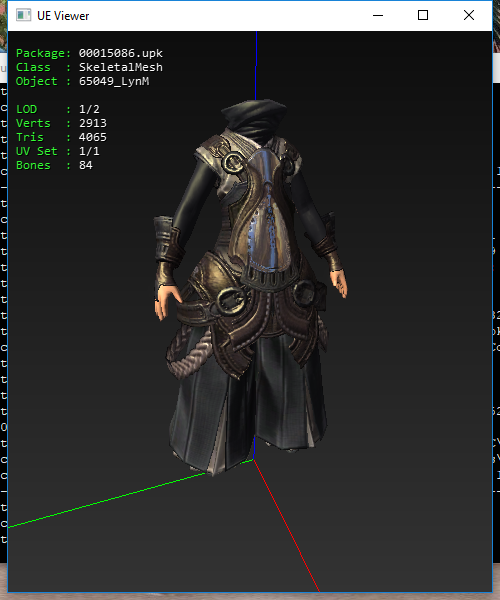 UE Viewer
Package: 00015086.upk
Class : SkeletalMesh
Object : 65049_LynM
LOD : 1/2
Verts : 2913
Tris : 4065
UV Set : 1/1
Bones : 84